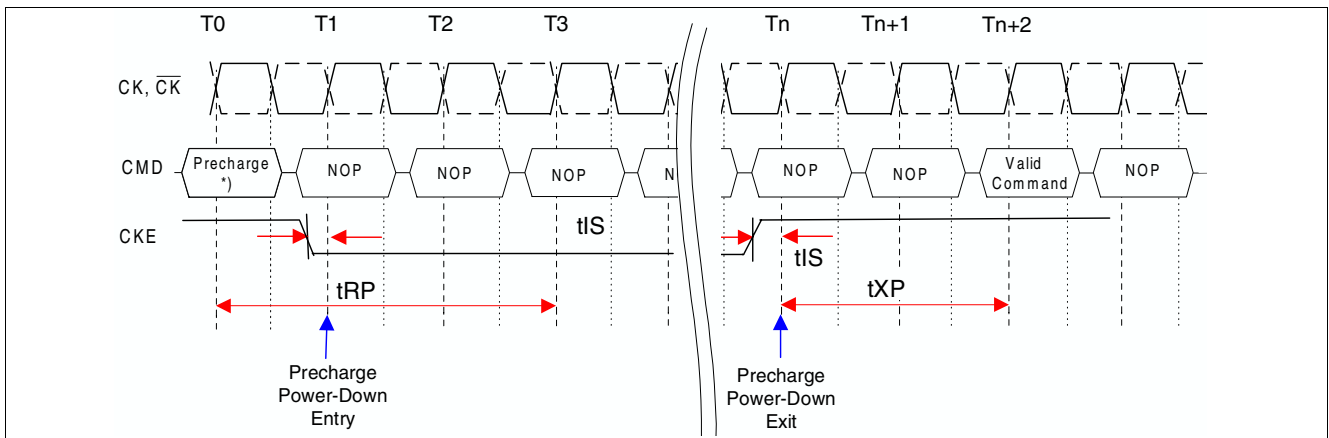 T0 T1 T2 T3 Tn Tn+1 Tn+2
CK, CK
CMD Precharge *) NOP NOP NOP N NOP NOP Valid Command NOP
CKE tIS tIS
tRP tXP
Precharge
Power-Down
Entry
Precharge
Power-Down
Exit